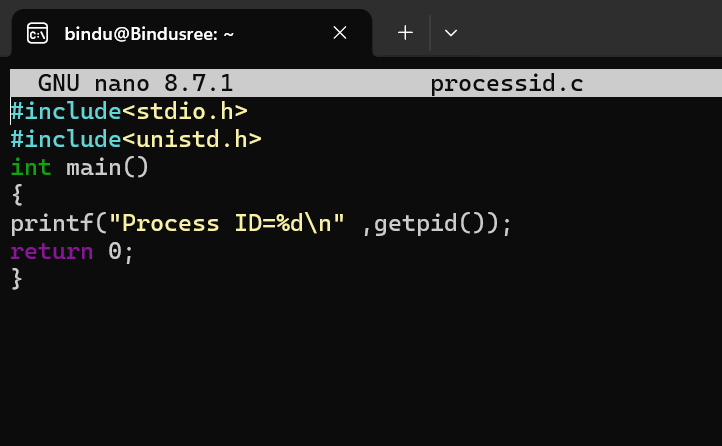 bindu@Bindusree: ~
GNU nano 8.7.1 processid.c
#include<stdio.h>
#include<unistd.h>
int main()
{
printf("Process ID=%d\n" ,getpid());
return 0;
}